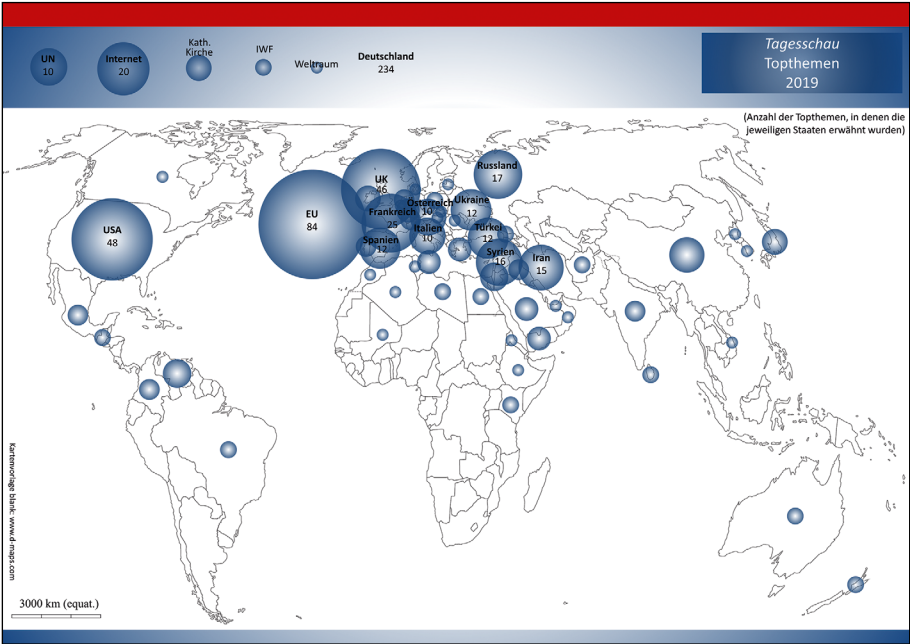 UN
10
Internet
20
Kath.
Kirche
IWF
Weltraum
Deutschland
234
Tagesschau
Topthemen
2019
(Anzahl der Topthemen, in denen die
jeweiligen Staaten erwähnt wurden)
Russland
17
UK
46
Österreich
10
Ukraine
12
EU
84
Frankreich
25
USA
48
Italien
10
Türkei
12
Spanien
12
Syrien
16
Iran
15
Kartenvorlage blank: www.d-maps.com
3000 km (equat.)